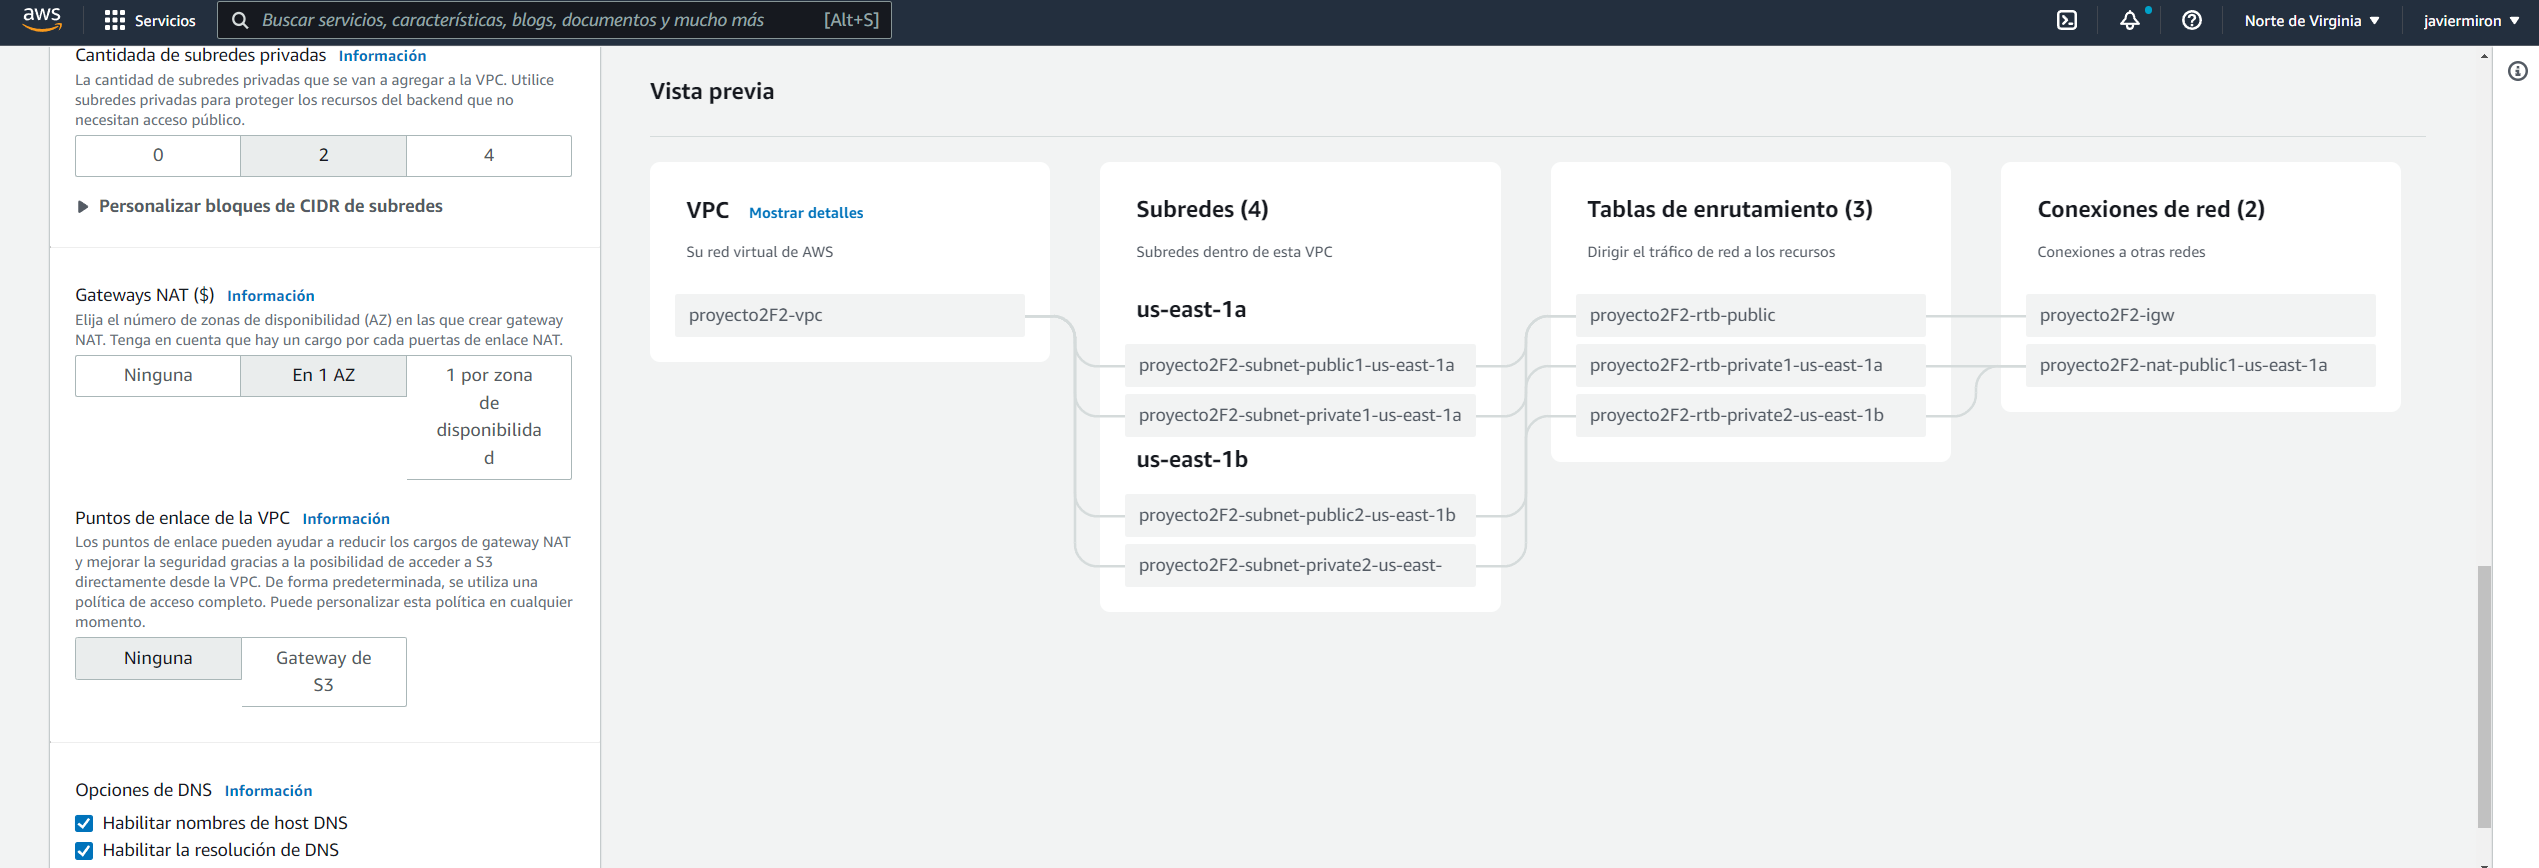 aws
Servicios
Buscar servicios, características, blogs, documentos y mucho más
[Alt+S]
Norte de Virginia
javiermiron
Cantidada de subredes privadas Información
La cantidad de subredes privadas que se van a agregar a la VPC. Utilice
subredes privadas para proteger los recursos del backend que no
necesitan acceso público.
0
2
4
Personalizar bloques de CIDR de subredes
Gateways NAT ($) Información
Elija el número de zonas de disponibilidad (AZ) en las que crear gateway
NAT. Tenga en cuenta que hay un cargo por cada puertas de enlace NAT.
Ninguna
En 1 AZ
1 por zona
de
disponibilida
d
Puntos de enlace de la VPC Información
Los puntos de enlace pueden ayudar a reducir los cargos de gateway NAT
y mejorar la seguridad gracias a la posibilidad de acceder a S3
directamente desde la VPC. De forma predeterminada, se utiliza una
política de acceso completo. Puede personalizar esta política en cualquier
momento.
Ninguna
Gateway de
S3
Opciones de DNS Información
Habilitar nombres de host DNS
Habilitar la resolución de DNS
Vista previa
VPC Mostrar detalles
Su red virtual de AWS
proyecto2F2-vpc
Subredes (4)
Subredes dentro de esta VPC
us-east-1a
proyecto2F2-subnet-public1-us-east-1a
proyecto2F2-subnet-private1-us-east-1a
us-east-1b
proyecto2F2-subnet-public2-us-east-1b
proyecto2F2-subnet-private2-us-east-
Tablas de enrutamiento (3)
Dirigir el tráfico de red a los recursos
proyecto2F2-rtb-public
proyecto2F2-rtb-private1-us-east-1a
proyecto2F2-rtb-private2-us-east-1b
Conexiones de red (2)
Conexiones a otras redes
proyecto2F2-igw
proyecto2F2-nat-public1-us-east-1a